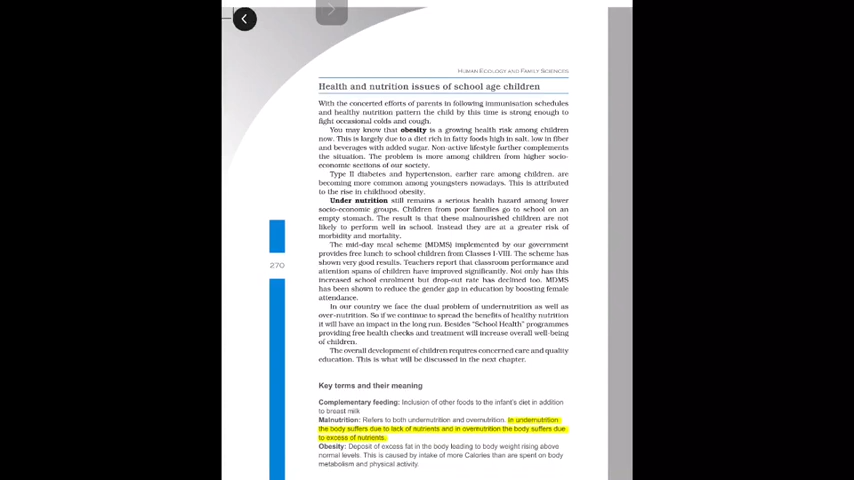 HUMAN ECOLOGY AND FAMILY SCIENCES
Health and nutrition issues of school age children
With the concerted efforts of parents in following immunisation schedules
and healthy nutrition pattern the child by this time is strong enough to
fight occasional colds and cough.
You may know that obesity is a growing health risk among children
now. This is largely due to a diet rich in fatty foods high in salt, low in fiber
and beverages with added sugar. Non-active lifestyle further complements
the situation. The problem is more among children from higher socio-
economic sections of our society.
Type II diabetes and hypertension, earlier rare among children, are
becoming more common among youngsters nowadays. This is attributed
to the rise in childhood obesity.
Under nutrition still remains a serious health hazard among lower
socio-economic groups. Children from poor families go to school on an
empty stomach. The result is that these malnourished children are not
likely to perform well in school. Instead they are at a greater risk of
morbidity and mortality.
The mid-day meal scheme (MDMS) implemented by our government
provides free lunch to school children from Classes I-VIII. The scheme has
shown very good results. Teachers report that classroom performance and
attention spans of children have improved significantly. Not only has this
increased school enrolment but drop-out rate has declined too. MDMS
has been shown to reduce the gender gap in education by boosting female
attendance.
In our country we face the dual problem of undernutrition as well as
over-nutrition. So if we continue to spread the benefits of healthy nutrition
it will have an impact in the long run. Besides "School Health" programmes
providing free health checks and treatment will increase overall well-being
of children.
The overall development of children requires concerned care and quality
education. This is what will be discussed in the next chapter.
270
Key terms and their meaning
Complementary feeding: Inclusion of other foods to the infant's diet in addition
to breast milk
Malnutrition: Refers to both undernutrition and overnutrition. In undernutrition
the body suffers due to lack of nutrients and in overnutrition the body suffers due
to excess of nutrients.
Obesity: Deposit of excess fat in the body leading to body weight rising above
normal levels. This is caused by intake of more Calories than are spent on body
metabolism and physical activity.